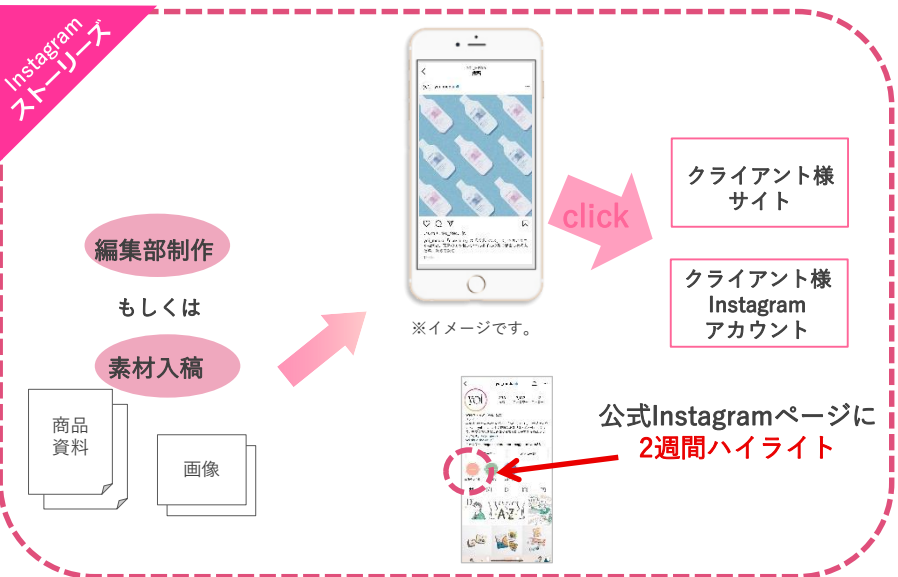 Instagram
ストーリーズ
編集部制作
もしくは
素材入稿
商品
資料
画像
※イメージです。
click
クライアント様
サイト
クライアント様
Instagram
アカウント
公式Instagramページに
2週間ハイライト
yoi
A-Z